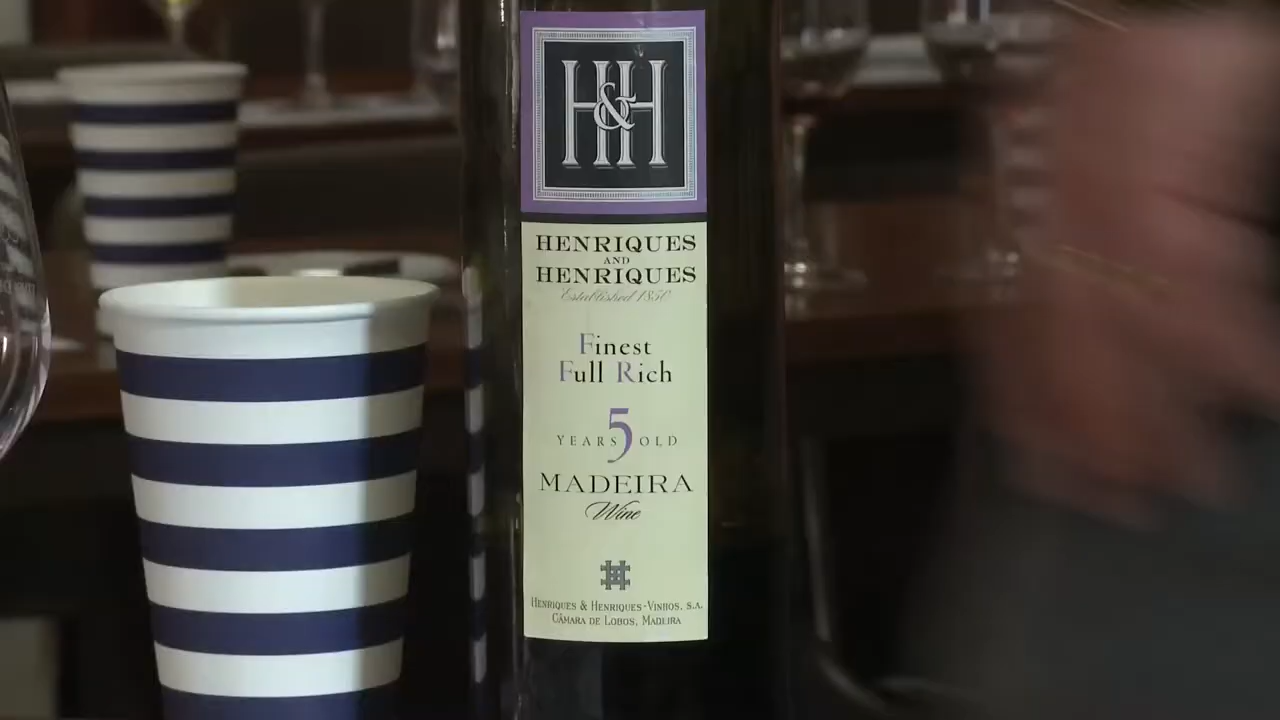 H&H
HENRIQUES
AND
HENRIQUES
Established 1850
Finest
Full Rich
5
YEARS OLD
MADEIRA
Wine
HENRIQUES & HENRIQUES-VINHOS, S.A.
CÂMARA DE LOBOS, MADEIRA